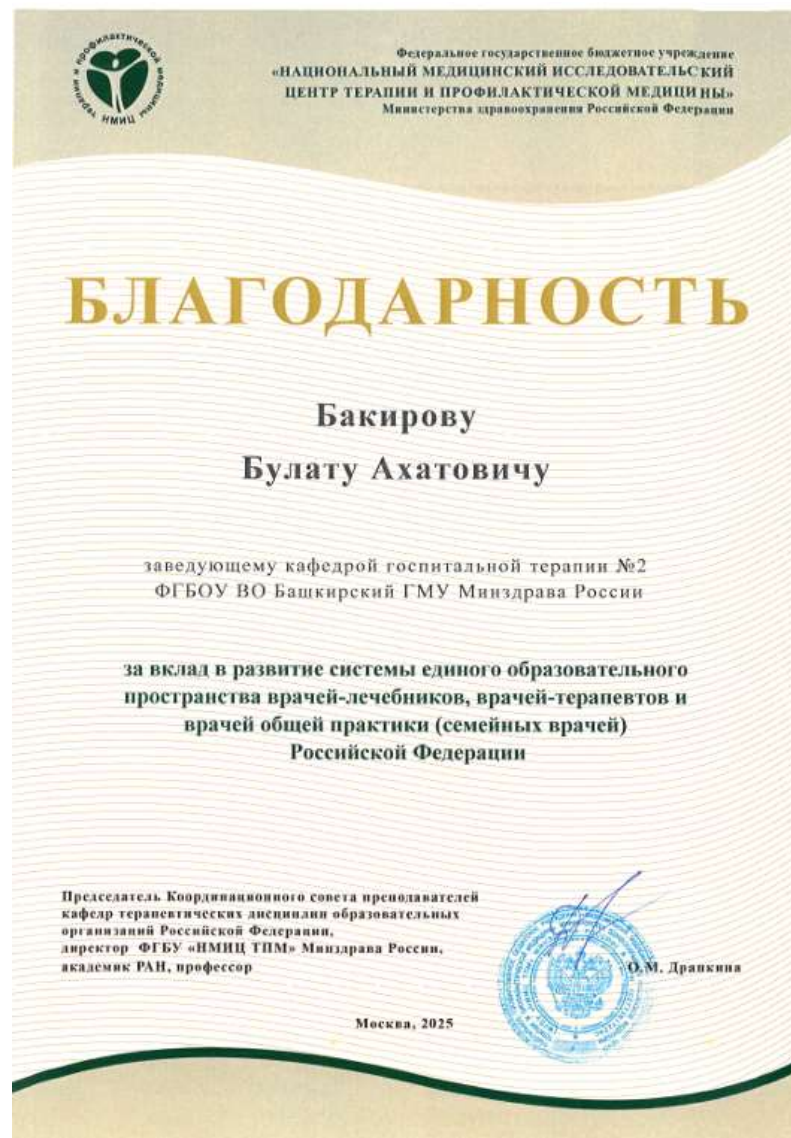 терапии и профилактической медицины
НМИЦ
Федеральное государственное бюджетное учреждение
«НАЦИОНАЛЬНЫЙ МЕДИЦИНСКИЙ ИССЛЕДОВАТЕЛЬСКИЙ
ЦЕНТР ТЕРАПИИ И ПРОФИЛАКТИЧЕСКОЙ МЕДИЦИНЫ»
Министерства здравоохранения Российской Федерации
БЛАГОДАРНОСТЬ
Бакирову
Булату Ахатовичу
заведующему кафедрой госпитальной терапии №2
ФГБОУ ВО Башкирский ГМУ Минздрава России
за вклад в развитие системы единого образовательного
пространства врачей-лечебников, врачей-терапевтов и
врачей общей практики (семейных врачей)
Российской Федерации
Председатель Координационного совета преподавателей
кафедр терапевтических дисциплин образовательных
организаций Российской Федерации,
директор ФГБУ «НМИЦ ТПМ» Минздрава России,
академик РАН, профессор
О.М. Драпкина
Москва, 2025